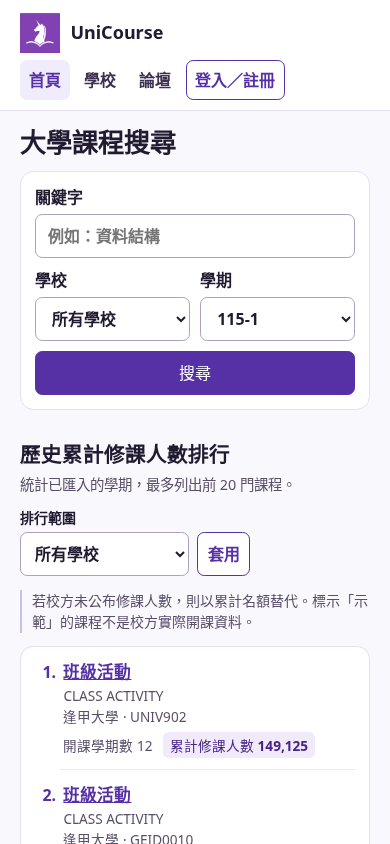 UniCourse
首頁
學校
論壇
登入／註冊
大學課程搜尋
關鍵字
例如：資料結構
學校
學期
所有學校
115-1
搜尋
歷史累計修課人數排行
統計已匯入的學期，最多列出前 20 門課程。
排行範圍
所有學校
套用
若校方未公布修課人數，則以累計名額替代。標示「示
範」的課程不是校方實際開課資料。
1. 班級活動
CLASS ACTIVITY
逢甲大學 · UNIV902
開課學期數 12 累計修課人數 149,125
2. 班級活動
CLASS ACTIVITY
逢甲大學 · GEID0010